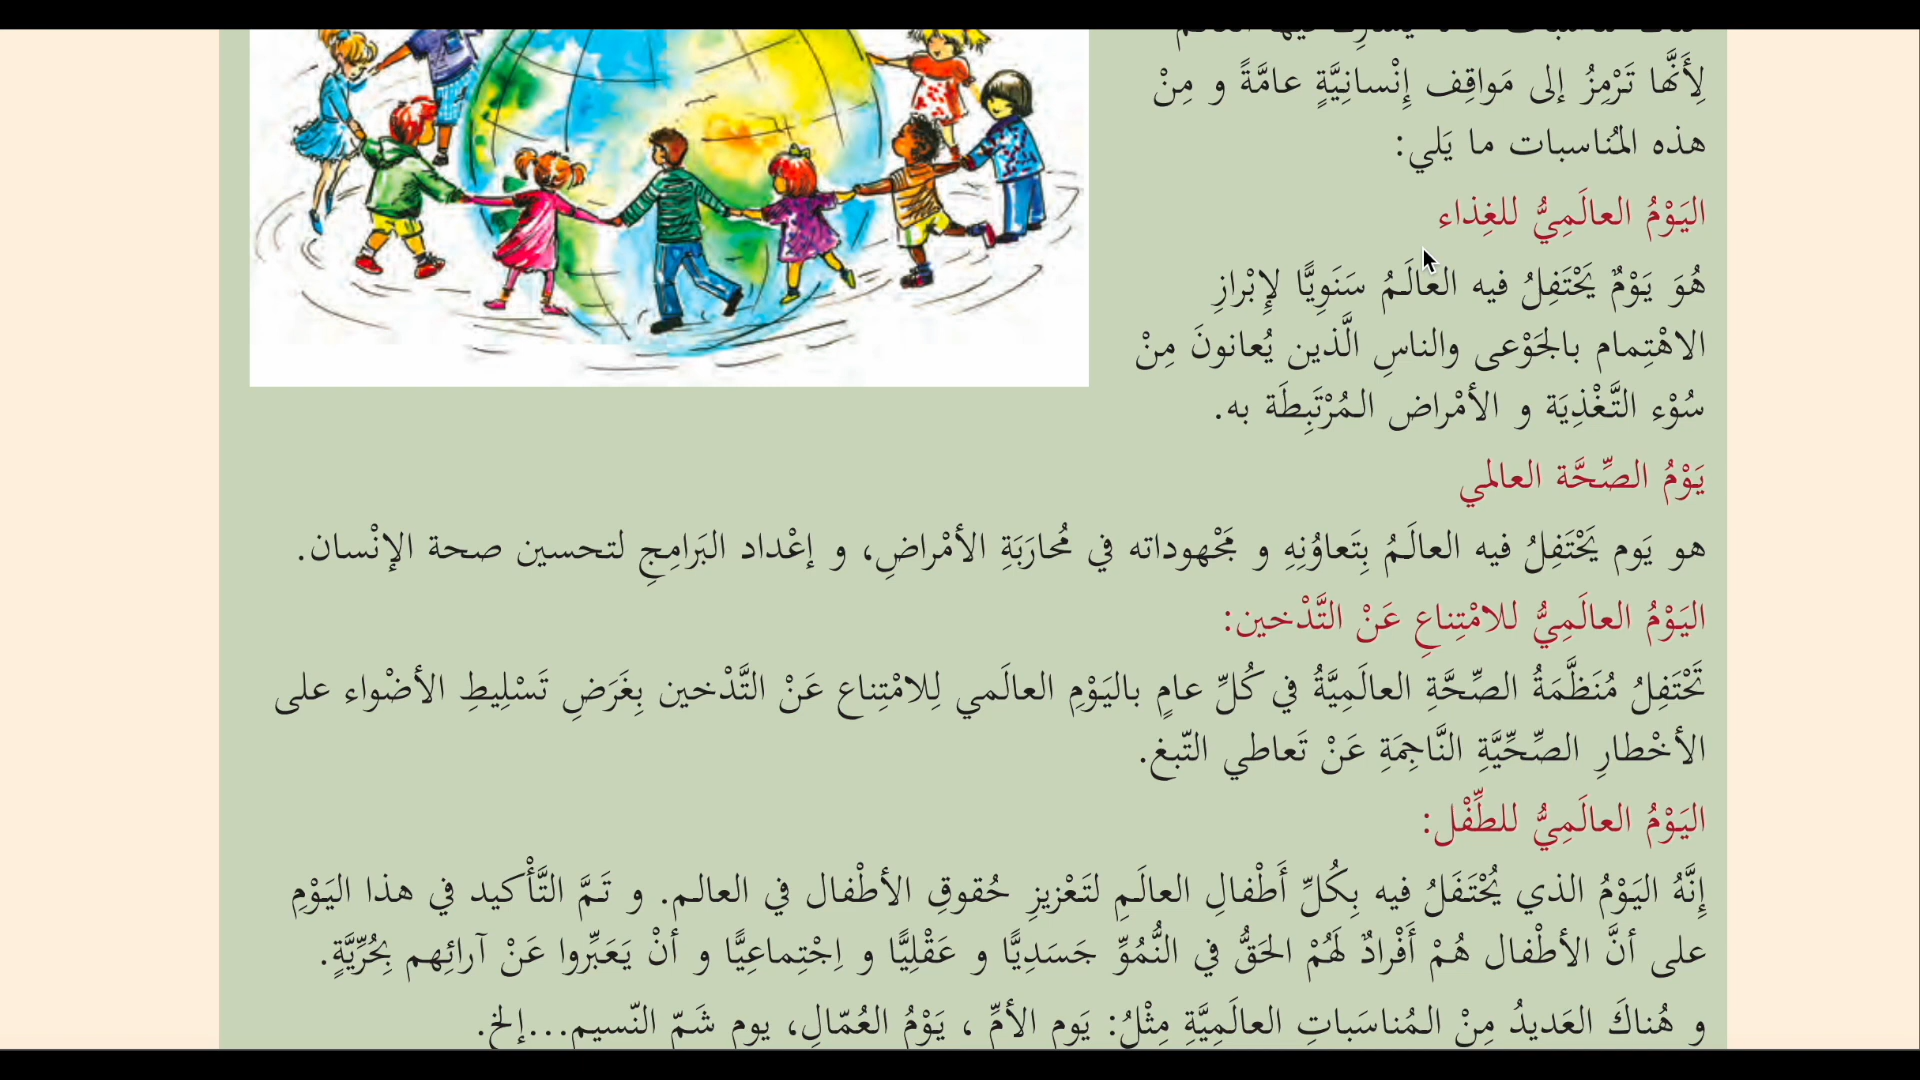 لِأَنَّها تَرْمِزُ إلى مَواقِف إِنْسانِيَّةٍ عامَّةً و مِنْ
هذه المُناسبات ما يَلي:
اليَوْمُ العالَمِيُّ للغِذاء
هُوَ يَوْمٌ يَحْتَفِلُ فيه العالَمُ سَنَوِيًّا لإِبْرازِ
الاهْتِمام بالجَوْعى والناسِ الَّذين يُعانونَ مِنْ
سُوْء التَّغْذِيَة و الأمْراض المُرْتَبِطَة به.
يَوْمُ الصِّحَّة العالمي
هو يَوم يَحْتَفِلُ فيه العالَمُ بِتَعاوُنِهِ و مَجْهوداته في مُحارَبَةِ الأمْراضِ، و إعْداد البَرامِجِ لتحسين صحة الإنْسان.
اليَوْمُ العالَمِيُّ للامْتِناعِ عَنْ التَّدْخين:
تَحْتَفِلُ مُنَظَّمَةُ الصِّحَّةِ العالَمِيَّةُ في كُلِّ عامٍ باليَوْمِ العالَمي لِلامْتِناع عَنْ التَّدْخين بِغَرَضِ تَسْلِيطِ الأضْواء على
الأخْطارِ الصِّحِّيَّةِ النَّاجِمَةِ عَنْ تَعاطي التّبغ.
اليَوْمُ العالَمِيُّ للطِّفْل:
إِنَّهُ اليَوْمُ الذي يُحْتَفَلُ فيه بِكُلِّ أَطْفالِ العالَمِ لتَعْزيزِ حُقوقِ الأطْفال في العالم. و تَمَّ التَّأْكيد في هذا اليَوْمِ
على أنَّ الأطْفال هُمْ أَفْرادٌ لَهُمْ الحَقُّ في النُّمُوِّ جَسَدِيًّا و عَقْلِيًّا و اِجْتِماعِيًّا و أنْ يَعَبِّروا عَنْ آرائِهم بِحُرِّيَّةٍ.
و هُناكَ العَديدُ مِنْ المُناسَباتِ العالَمِيَّةِ مِثْلُ: يَوم الأمِّ ، يَوْمُ العُمّالِ، يوم شَمّ النّسيم...إلخ.